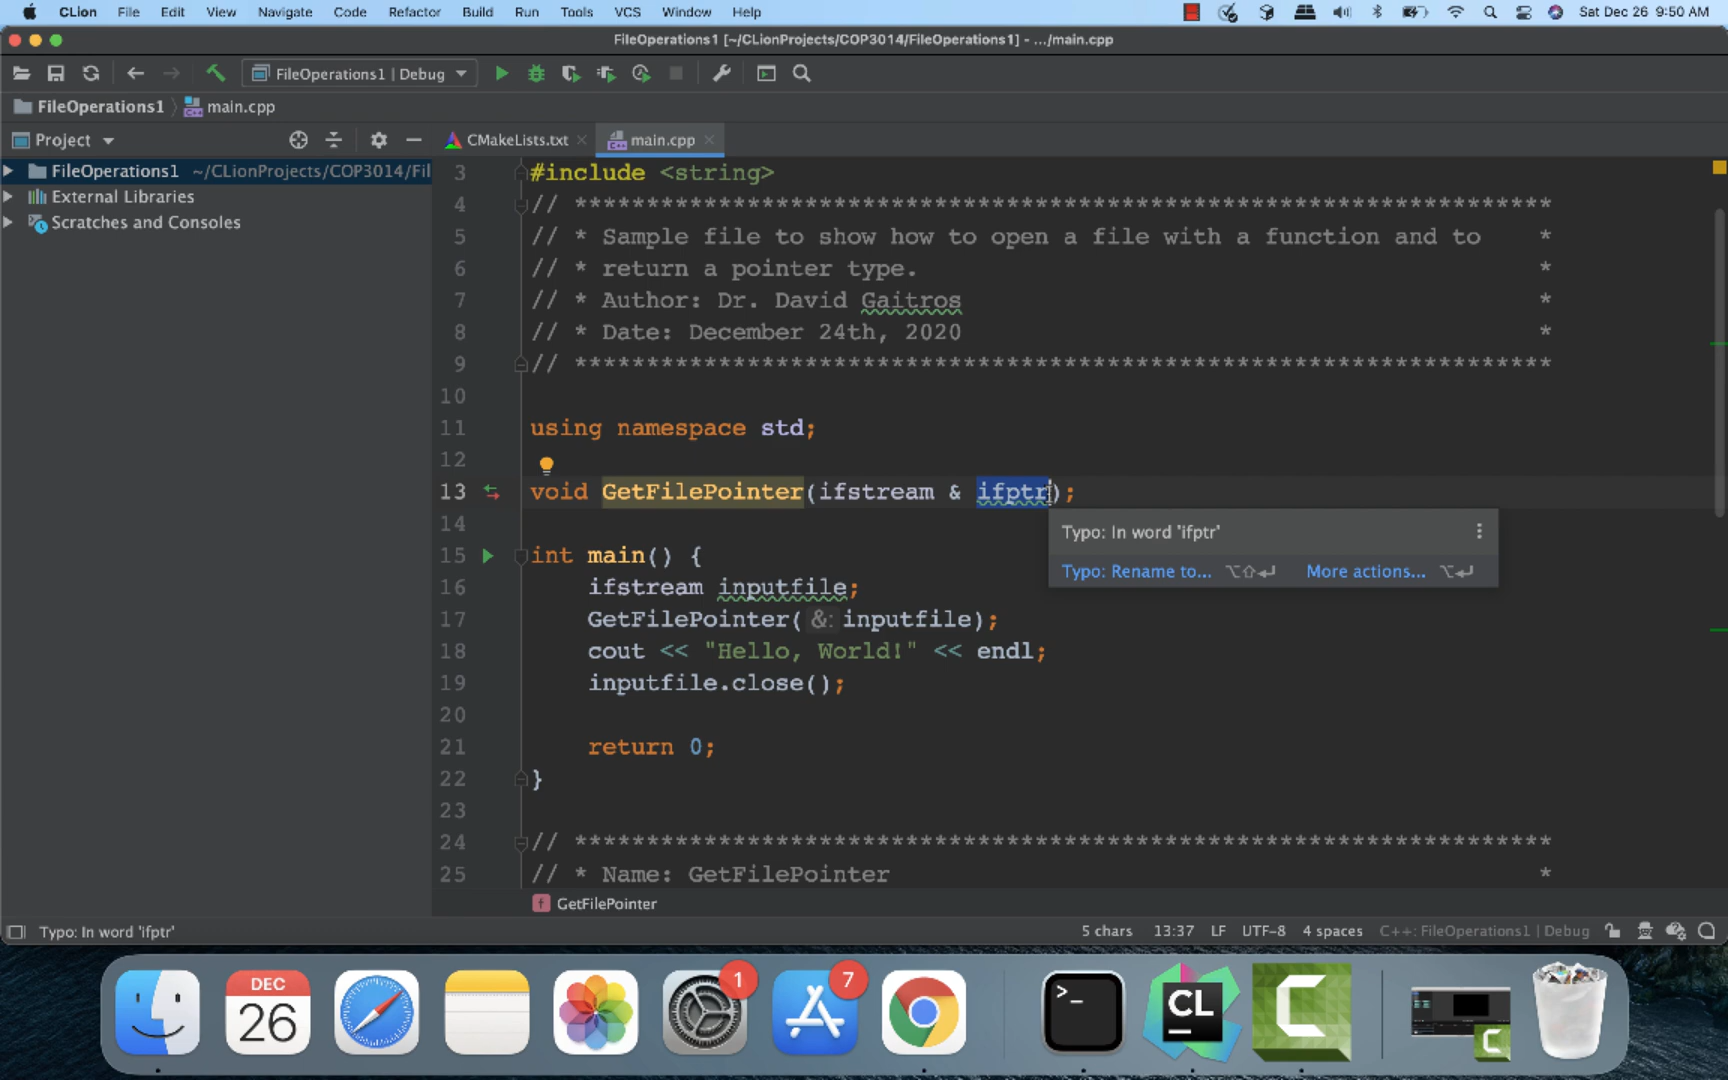 CLion File Edit View Navigate Code Refactor Build Run Tools VCS Window Help Sat Dec 26 9:50 AM
FileOperations1 [~/CLionProjects/COP3014/FileOperations1] - .../main.cpp
FileOperations1 | Debug
FileOperations1 main.cpp
Project CMakeLists.txt main.cpp
FileOperations1 ~/CLionProjects/COP3014/Fil
External Libraries
Scratches and Consoles
3 #include <string>
4 // ********************************************************************
5 // * Sample file to show how to open a file with a function and to *
6 // * return a pointer type. *
7 // * Author: Dr. David Gaitros *
8 // * Date: December 24th, 2020 *
9 // ********************************************************************
10
11 using namespace std;
12
13 void GetFilePointer(ifstream & ifptr);
14
Typo: In word 'ifptr'
Typo: Rename to... ⌥⇧↩ More actions... ⌥↩
15 int main() {
16 ifstream inputfile;
17 GetFilePointer( &: inputfile);
18 cout << "Hello, World!" << endl;
19 inputfile.close();
20
21 return 0;
22 }
23
24 // ********************************************************************
25 // * Name: GetFilePointer *
f GetFilePointer
Typo: In word 'ifptr' 5 chars 13:37 LF UTF-8 4 spaces C++: FileOperations1 | Debug
DEC
26
1
7
>_
CL
C
C